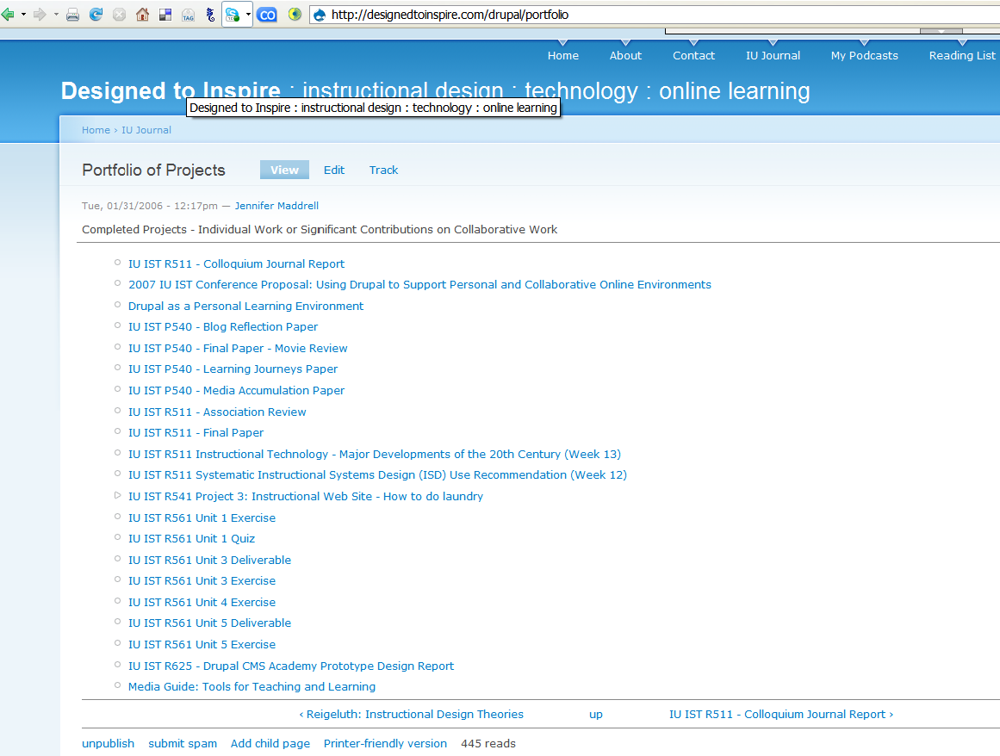 TAG
CO
http://designedtoinspire.com/drupal/portfolio
Home About Contact IU Journal My Podcasts Reading List
Designed to Inspire : instructional design : technology : online learning
Designed to Inspire : instructional design : technology : online learning
Home › IU Journal
Portfolio of Projects View Edit Track
Tue, 01/31/2006 - 12:17pm — Jennifer Maddrell
Completed Projects - Individual Work or Significant Contributions on Collaborative Work
IU IST R511 - Colloquium Journal Report
2007 IU IST Conference Proposal: Using Drupal to Support Personal and Collaborative Online Environments
Drupal as a Personal Learning Environment
IU IST P540 - Blog Reflection Paper
IU IST P540 - Final Paper - Movie Review
IU IST P540 - Learning Journeys Paper
IU IST P540 - Media Accumulation Paper
IU IST R511 - Association Review
IU IST R511 - Final Paper
IU IST R511 Instructional Technology - Major Developments of the 20th Century (Week 13)
IU IST R511 Systematic Instructional Systems Design (ISD) Use Recommendation (Week 12)
IU IST R541 Project 3: Instructional Web Site - How to do laundry
IU IST R561 Unit 1 Exercise
IU IST R561 Unit 1 Quiz
IU IST R561 Unit 3 Deliverable
IU IST R561 Unit 3 Exercise
IU IST R561 Unit 4 Exercise
IU IST R561 Unit 5 Deliverable
IU IST R561 Unit 5 Exercise
IU IST R625 - Drupal CMS Academy Prototype Design Report
Media Guide: Tools for Teaching and Learning
‹ Reigeluth: Instructional Design Theories up IU IST R511 - Colloquium Journal Report ›
unpublish submit spam Add child page Printer-friendly version 445 reads